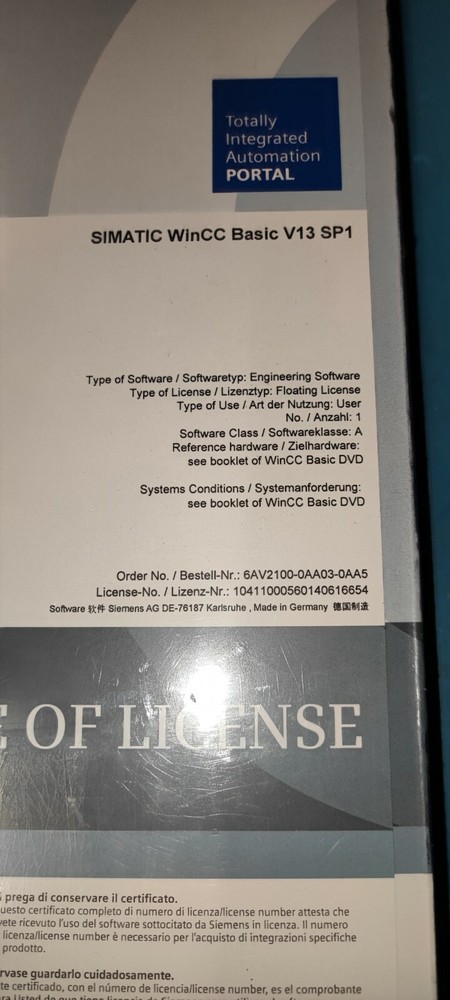 Totally
Integrated
Automation
PORTAL
SIMATIC WinCC Basic V13 SP1
Type of Software / Softwaretyp: Engineering Software
Type of License / Lizenztyp: Floating License
Type of Use / Art der Nutzung: User
No. / Anzahl: 1
Software Class / Softwareklasse: A
Reference hardware / Zielhardware:
see booklet of WinCC Basic DVD
Systems Conditions / Systemanforderung:
see booklet of WinCC Basic DVD
Order No. / Bestell-Nr.: 6AV2100-0AA03-0AA5
License-No. / Lizenz-Nr.: 10411000560140616654
Software 软件 Siemens AG DE-76187 Karlsruhe , Made in Germany 德国制造
OF LICENSE
prega di conservare il certificato.
uesto certificato completo di numero di licenza/license number attesta che
vete ricevuto l'uso del software sottocitato da Siemens in licenza. Il numero
licenza/license number è necessario per l'acquisto di integrazioni specifiche
prodotto.
rvase guardarlo cuidadosamente.
te certificado, con el número de licencia/license number, es el comprobante